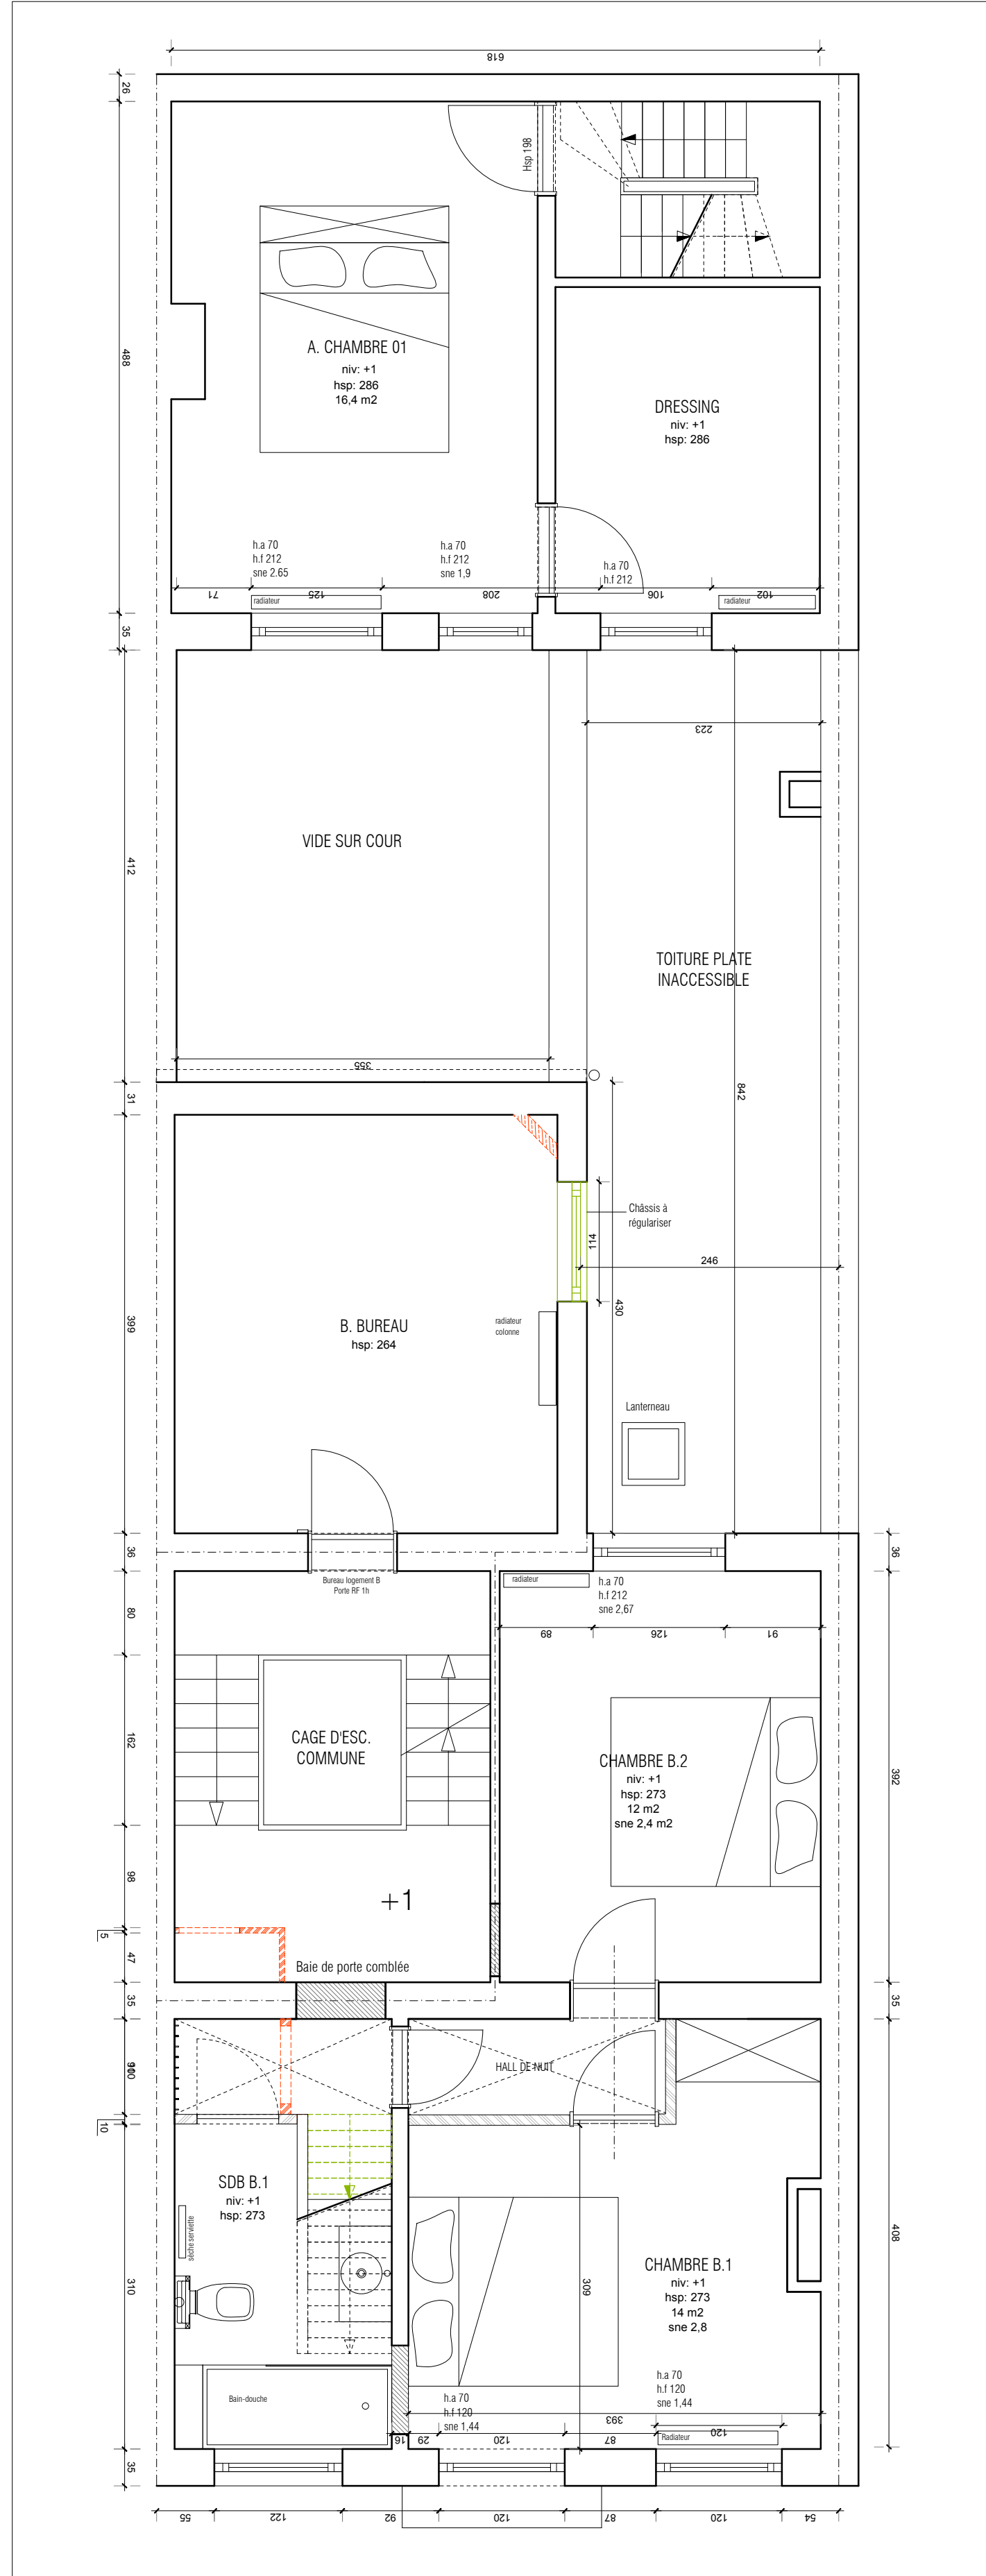 618
26
Hsp 198
488
A. CHAMBRE 01
niv: +1
hsp: 286
16,4 m2
DRESSING
niv: +1
hsp: 286
h.a 70
h.f 212
sne 2.65
h.a 70
h.f 212
sne 1,9
h.a 70
h.f 212
71
125
208
106
102
radiateur
radiateur
35
223
VIDE SUR COUR
412
TOITURE PLATE
INACCESSIBLE
355
842
31
Châssis à
régulariser
114
246
430
399
B. BUREAU
hsp: 264
radiateur
colonne
Lanterneau
36
36
Bureau logement B
Porte RF 1h
radiateur
h.a 70
h.f 212
sne 2,67
80
89
126
91
162
CAGE D'ESC.
COMMUNE
CHAMBRE B.2
niv: +1
hsp: 273
12 m2
sne 2,4 m2
392
98
+1
5
47
Baie de porte comblée
35
35
HALL DE NUIT
10
SDB B.1
niv: +1
hsp: 273
sèche serviette
408
CHAMBRE B.1
niv: +1
hsp: 273
14 m2
sne 2,8
310
309
h.a 70
h.f 120
sne 1,44
h.a 70
h.f 120
sne 1,44
Bain-douche
393
120
16
29
120
87
Radiateur
35
55
122
92
120
87
120
54